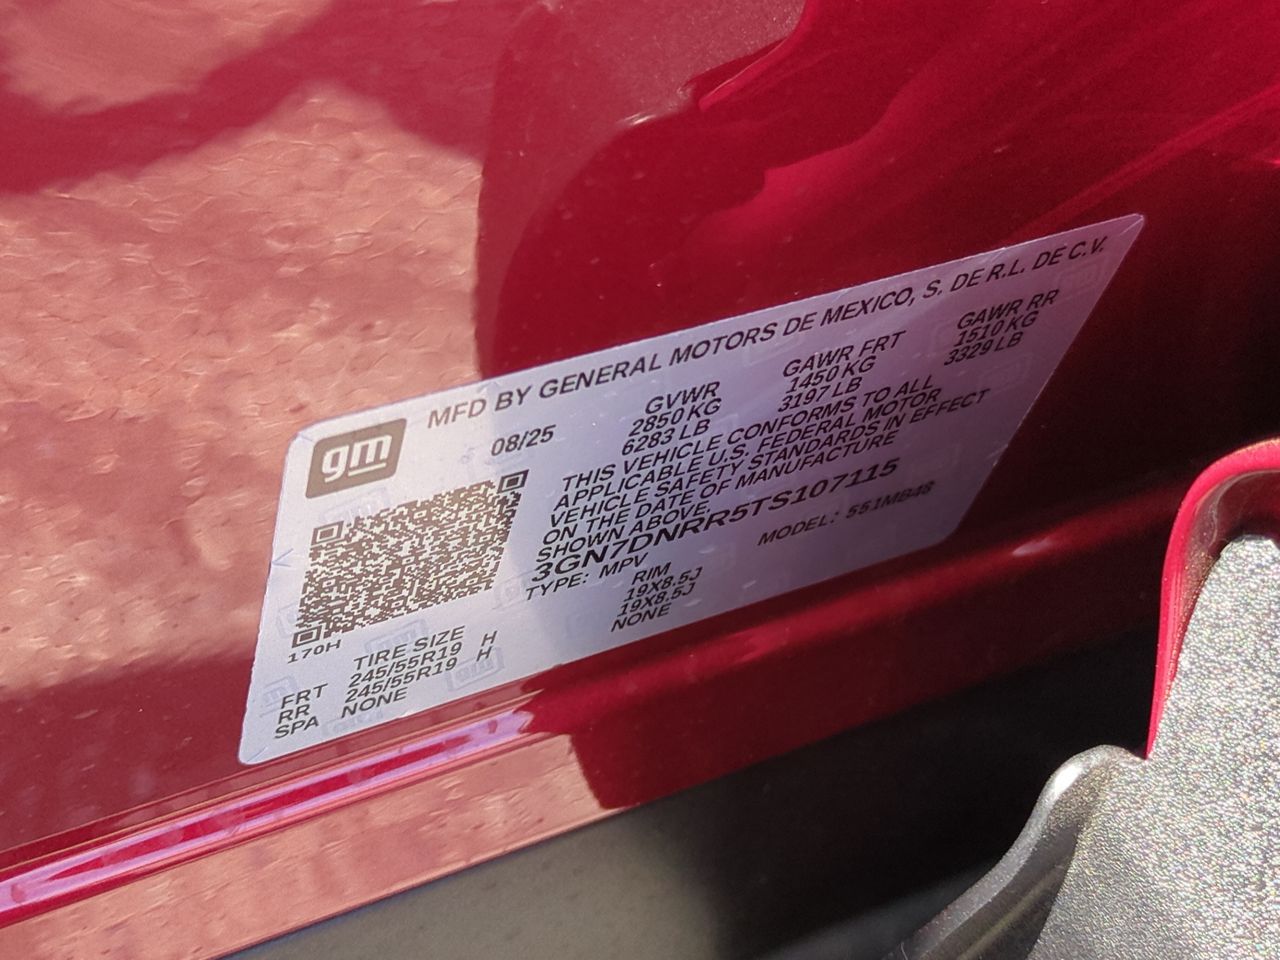 gm
MFD BY GENERAL MOTORS DE MEXICO, S. DE R.L. DE C.V.
08/25 GVWR GAWR FRT GAWR RR
2850 KG 1450 KG 1510 KG
6283 LB 3197 LB 3329 LB
THIS VEHICLE CONFORMS TO ALL
APPLICABLE U.S. FEDERAL MOTOR
VEHICLE SAFETY STANDARDS IN EFFECT
ON THE DATE OF MANUFACTURE
SHOWN ABOVE.
3GN7DNRR5TS107115
TYPE: MPV MODEL: 551MB48
170H
TIRE SIZE RIM
FRT 245/55R19 H 19X8.5J
RR 245/55R19 H 19X8.5J
SPA NONE NONE